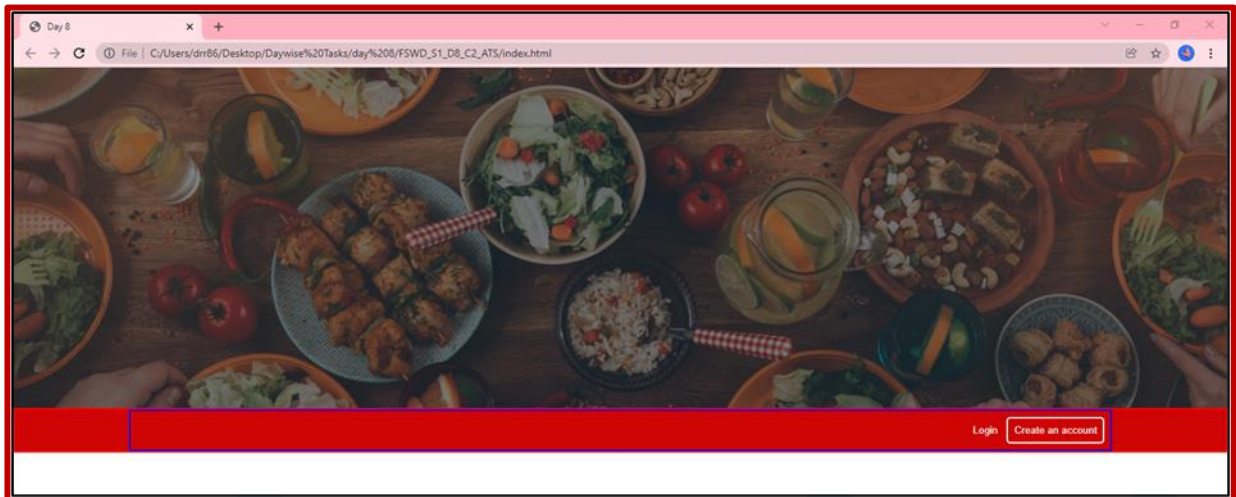 Day 8
File | C:/Users/drr86/Desktop/Daywise%20Tasks/day%208/FSWD_S1_D8_C2_ATS/index.html
Login Create an account